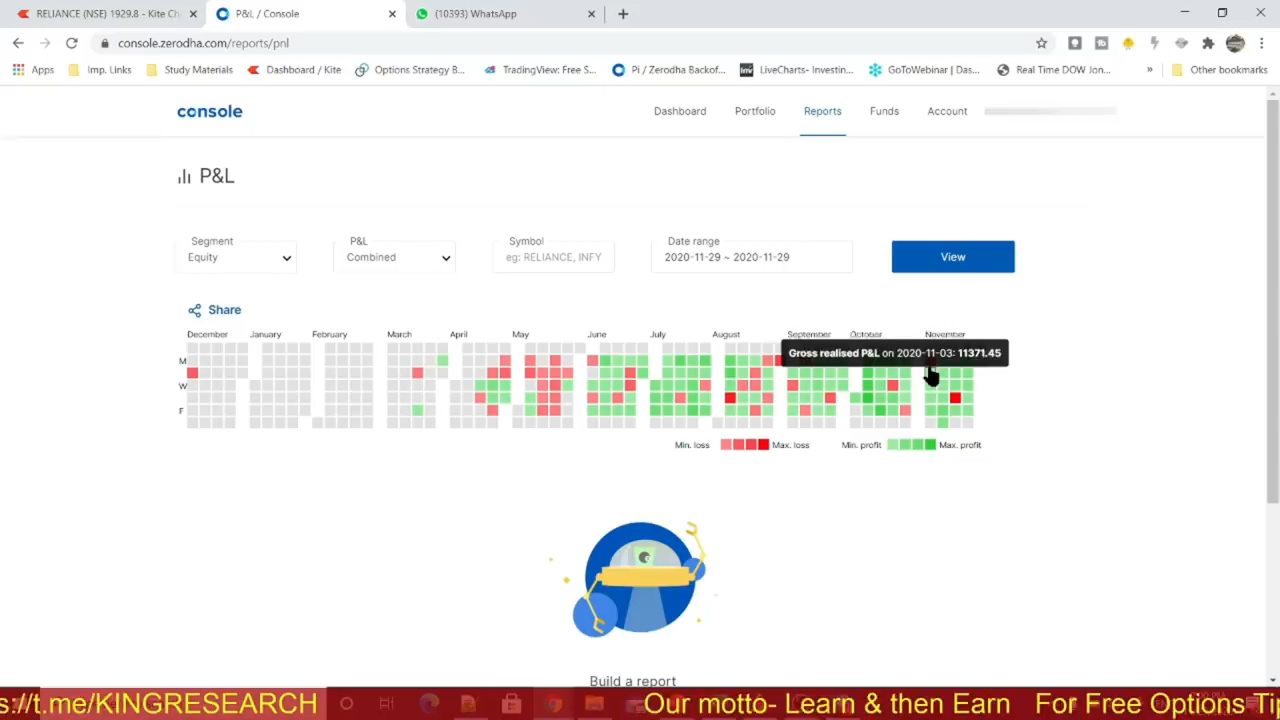 RELIANCE (NSE) 1929.8 - Kite Ch
P&L / Console
(10393) WhatsApp
console.zerodha.com/reports/pnl
Apps
Imp. Links
Study Materials
Dashboard / Kite
Options Strategy B...
TradingView: Free S...
Pi / Zerodha Backof...
inv
LiveCharts- Investin...
GoToWebinar | Das...
Real Time DOW Jon...
»
Other bookmarks
console
Dashboard
Portfolio
Reports
Funds
Account
P&L
Segment
P&L
Symbol
Date range
Equity
Combined
eg: RELIANCE, INFY
2020-11-29 ~ 2020-11-29
View
Share
December
January
February
March
April
May
June
July
August
September
October
November
Gross realised P&L on 2020-11-03: 11371.45
M
W
F
Min. loss
Max. loss
Min. profit
Max. profit
Build a report
s://t.me/KINGRESEARCH
Our motto- Learn & then Earn
For Free Options Ti